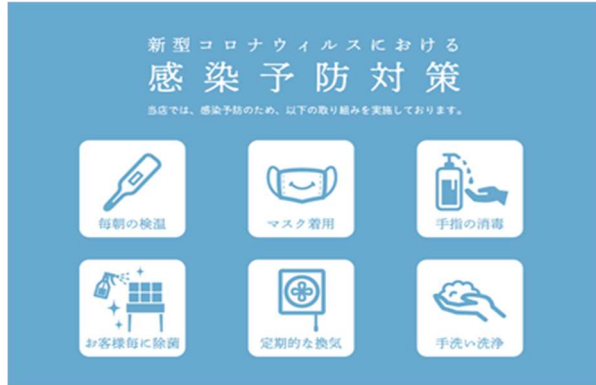 新型コロナウィルスにおける
感染予防対策
当店では、感染予防のため、以下の取り組みを実施しております。
毎朝の検温
マスク着用
手指の消毒
お客様毎に除菌
定期的な換気
手洗い洗浄